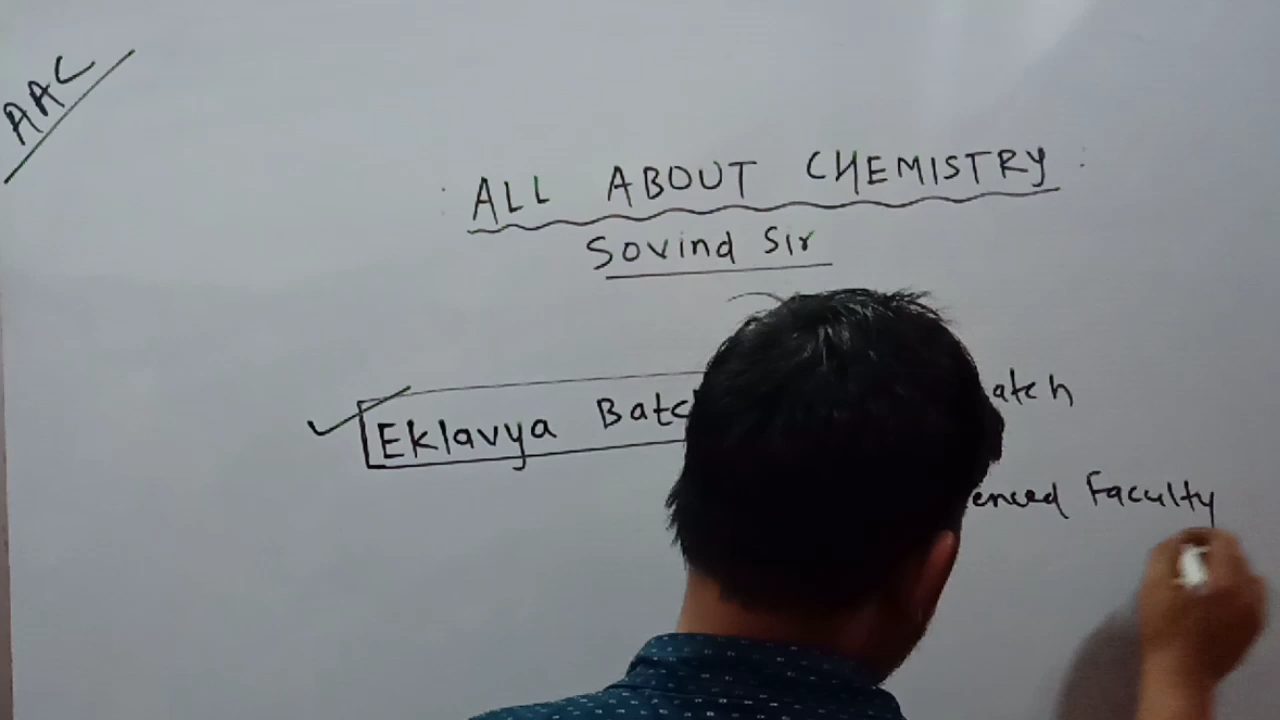 AAC
ALL ABOUT CHEMISTRY
Sovind Sir
Eklavya Batc atch
enced Faculty